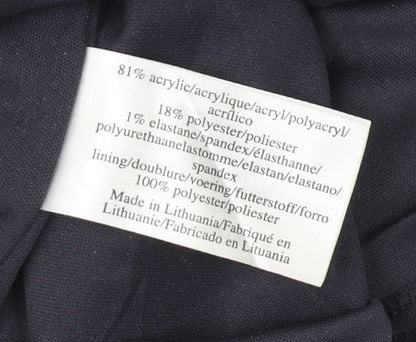 81% acrylic/acrylique/acryl/polyacryl/
acrílico
18% polyester/poliester
1% elastane/spandex/élasthanne/
polyurethaanelastomme/elastan/elastano/
spandex
lining/doublure/voering/futterstoff/forro
100% polyester/poliester
Made in Lithuania/Fabriqué en
Lithuanie/Fabricado en Lituania